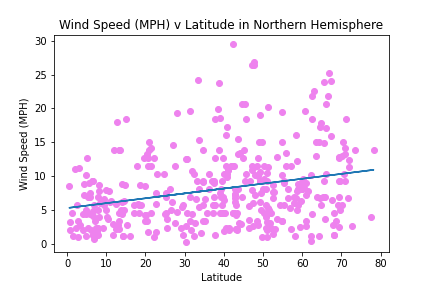 Wind Speed (MPH) v Latitude in Northern Hemisphere
30
25
20
15
10
5
0
Wind Speed (MPH)
0 10 20 30 40 50 60 70 80
Latitude